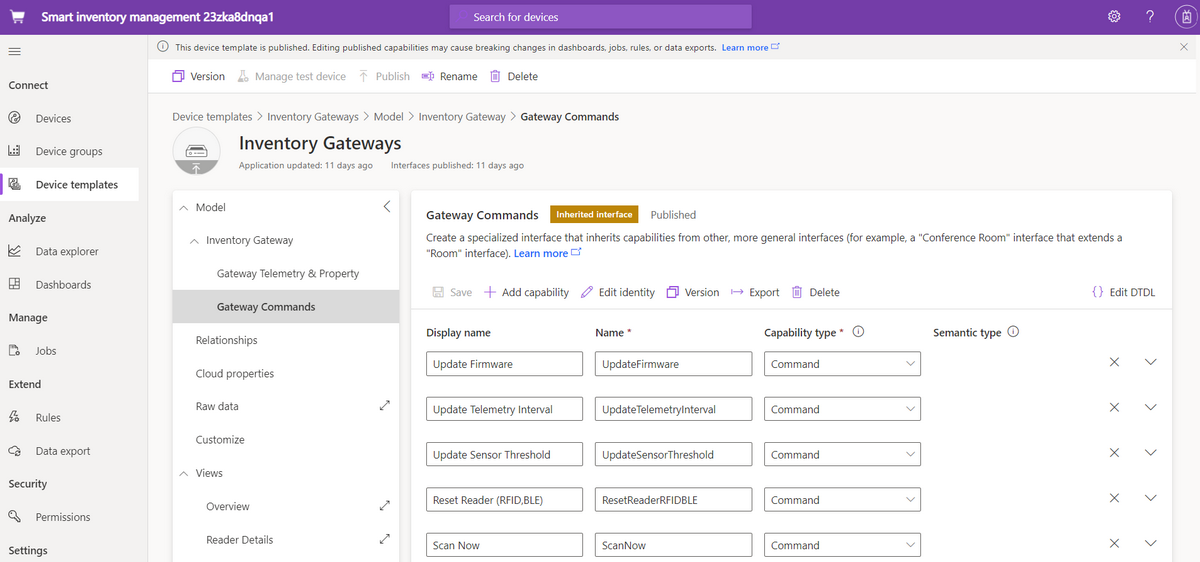 Smart inventory management 23zka8dnqa1
Search for devices
This device template is published. Editing published capabilities may cause breaking changes in dashboards, jobs, rules, or data exports. Learn more
Version
Manage test device
Publish
Rename
Delete
Connect
Devices
Device groups
Device templates
Analyze
Data explorer
Dashboards
Manage
Jobs
Extend
Rules
Data export
Security
Permissions
Settings
Device templates > Inventory Gateways > Model > Inventory Gateway > Gateway Commands
Inventory Gateways
Application updated: 11 days ago Interfaces published: 11 days ago
Model
Inventory Gateway
Gateway Telemetry & Property
Gateway Commands
Relationships
Cloud properties
Raw data
Customize
Views
Overview
Reader Details
Gateway Commands Inherited interface Published
Create a specialized interface that inherits capabilities from other, more general interfaces (for example, a "Conference Room" interface that extends a
"Room" interface). Learn more
Save Add capability Edit identity Version Export Delete {} Edit DTDL
Display name Name * Capability type * Semantic type
Update Firmware UpdateFirmware Command
Update Telemetry Interval UpdateTelemetryInterval Command
Update Sensor Threshold UpdateSensorThreshold Command
Reset Reader (RFID,BLE) ResetReaderRFIDBLE Command
Scan Now ScanNow Command